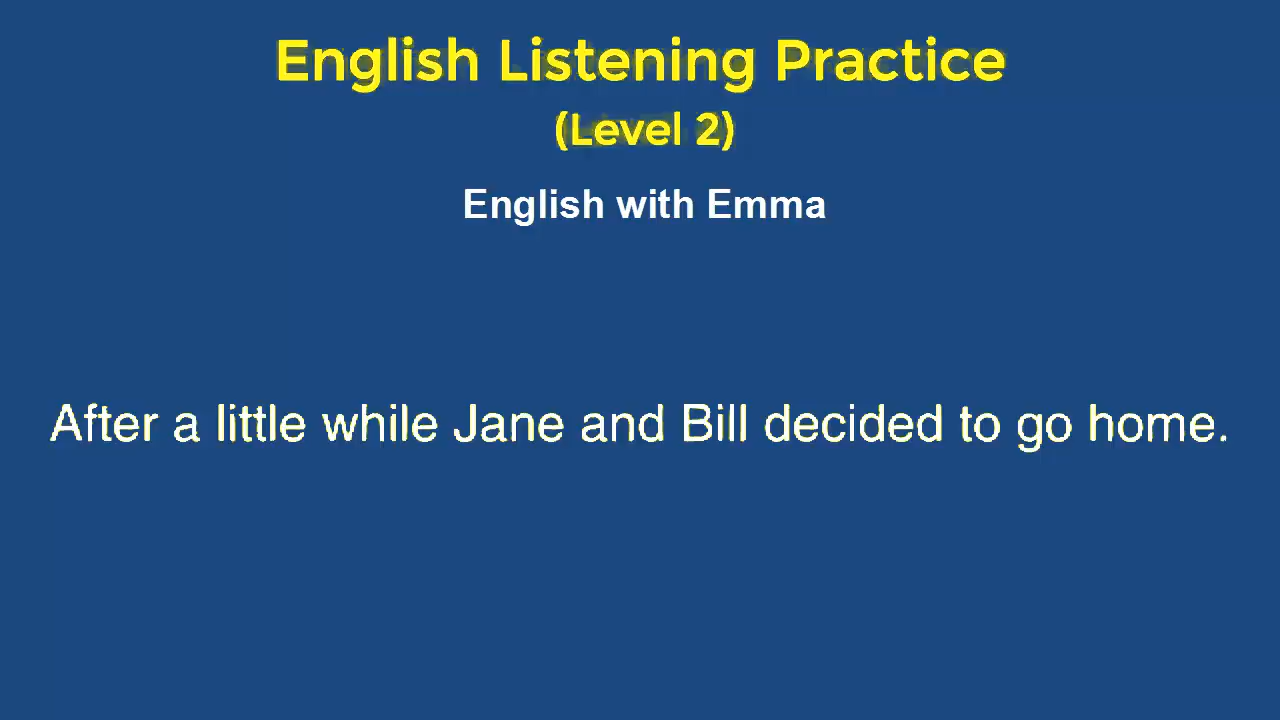 English Listening Practice
(Level 2)
English with Emma
After a little while Jane and Bill decided to go home.